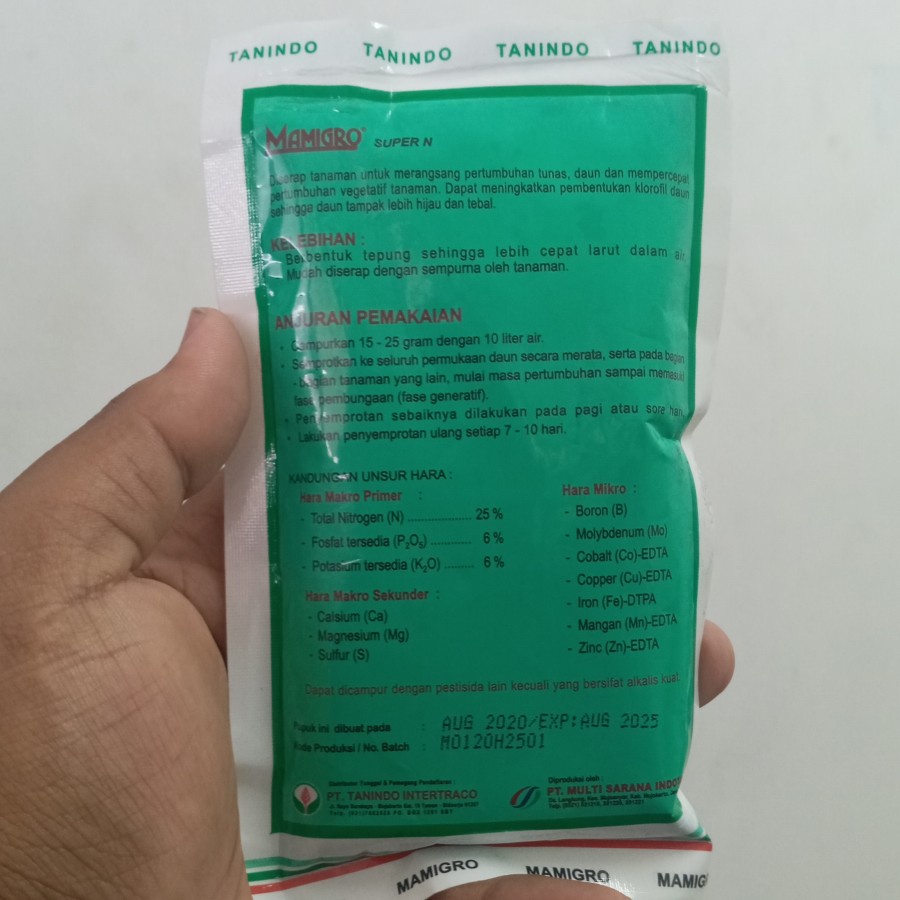 TANINDO TANINDO TANINDO TANINDO
MAMIGRO® SUPER N
Diserap tanaman untuk merangsang pertumbuhan tunas, daun dan mempercepat
pertumbuhan vegetatif tanaman. Dapat meningkatkan pembentukan klorofil daun
sehingga daun tampak lebih hijau dan tebal.
KELEBIHAN :
Berbentuk tepung sehingga lebih cepat larut dalam air.
Mudah diserap dengan sempurna oleh tanaman.
ANJURAN PEMAKAIAN
• Campurkan 15 - 25 gram dengan 10 liter air.
• Semprotkan ke seluruh permukaan daun secara merata, serta pada bagian
- bagian tanaman yang lain, mulai masa pertumbuhan sampai memasuki
fase pembungaan (fase generatif).
• Penyemprotan sebaiknya dilakukan pada pagi atau sore hari.
• Lakukan penyemprotan ulang setiap 7 - 10 hari.
KANDUNGAN UNSUR HARA :
Hara Makro Primer :
- Total Nitrogen (N) .................... 25 %
- Fosfat tersedia (P₂O₅) ............ 6 %
- Potasium tersedia (K₂O) ......... 6 %
Hara Makro Sekunder :
- Calsium (Ca)
- Magnesium (Mg)
- Sulfur (S)
Hara Mikro :
- Boron (B)
- Molybdenum (Mo)
- Cobalt (Co)-EDTA
- Copper (Cu)-EDTA
- Iron (Fe)-DTPA
- Mangan (Mn)-EDTA
- Zinc (Zn)-EDTA
Dapat dicampur dengan pestisida lain kecuali yang bersifat alkalis kuat.
Pupuk ini dibuat pada : AUG 2020/EXP:AUG 2025
Kode Produksi / No. Batch : MO120H2501
Distributor Tunggal & Pemegang Pendaftaran :
PT. TANINDO INTERTRACO
Diproduksi oleh :
PT. MULTI SARANA INDO
MAMIGRO MAMIGRO MAMIG